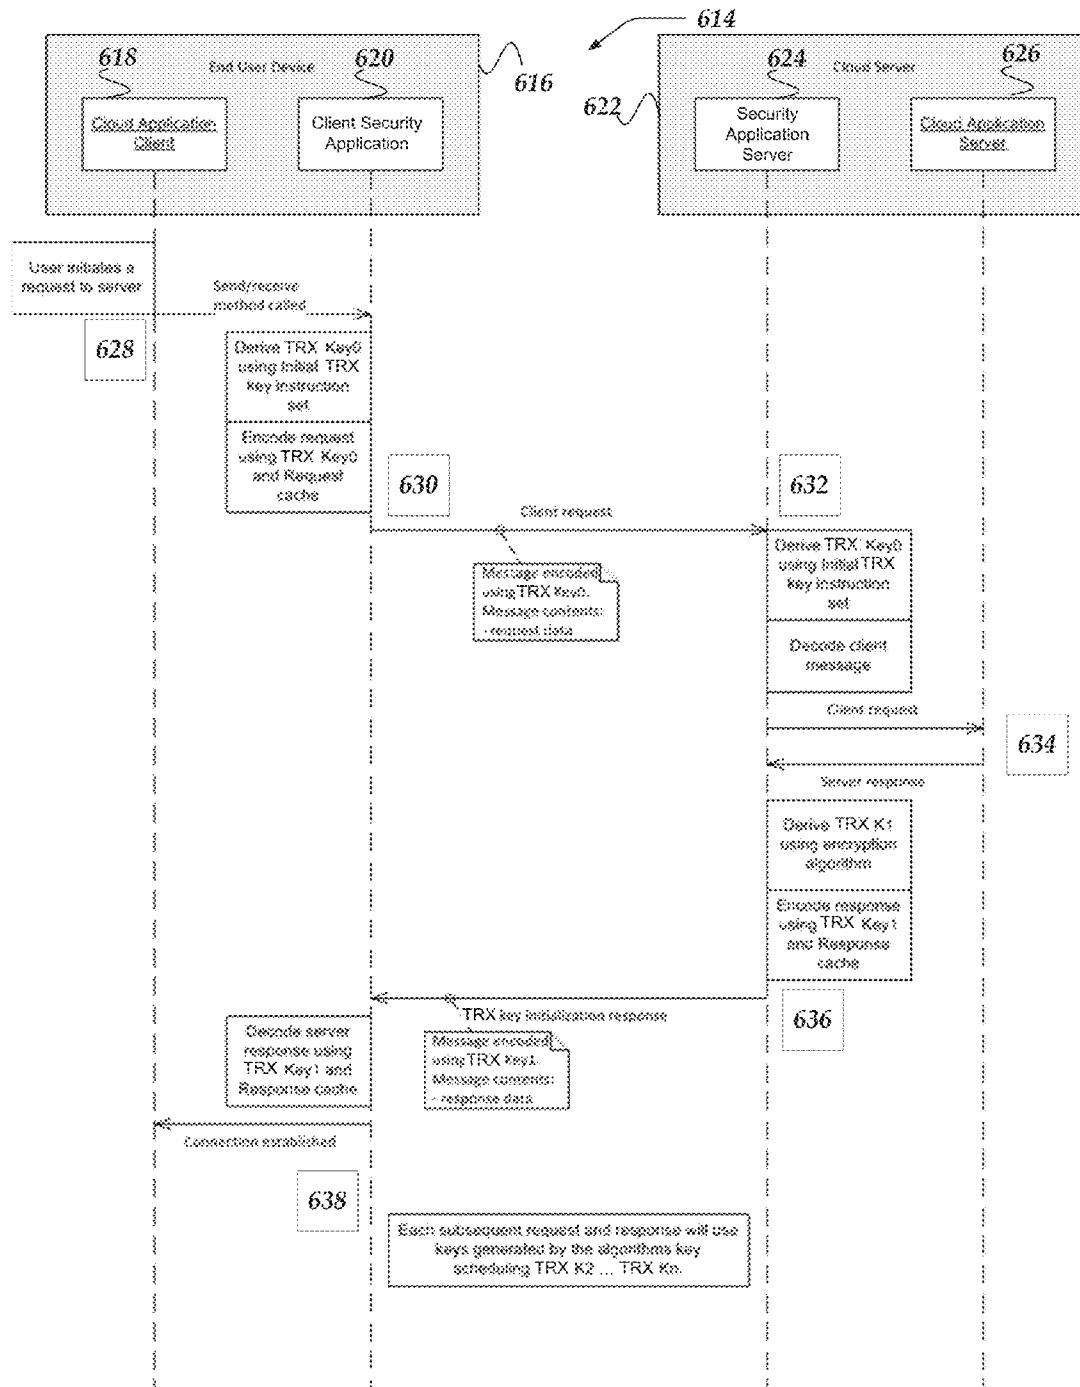 614
618
End User Device
620
616
624
Cloud Server
626
622
Cloud Application
Client
Client Security
Application
Security
Application
Server
Cloud Application
Server
User initiates a
request to server
Send/receive
method called
628
Derive TRX Key0
using Initial TRX
key instruction
set
Encode request
using TRX Key0
and Request
cache
630
632
Client request
Message encoded
using TRX Key0.
Message contents:
- request data
Derive TRX Key0
using Initial TRX
key instruction
set
Decode client
message
Client request
634
Server response
Derive TRX K1
using encryption
algorithm
Encode response
using TRX Key1
and Response
cache
636
TRX key initialization response
Message encoded
using TRX Key1.
Message contents:
- response data
Decode server
response using
TRX Key1 and
Response cache
Connection established
638
Each subsequent request and response will use
keys generated by the algorithms key
scheduling TRX K2 ... TRX Kn.